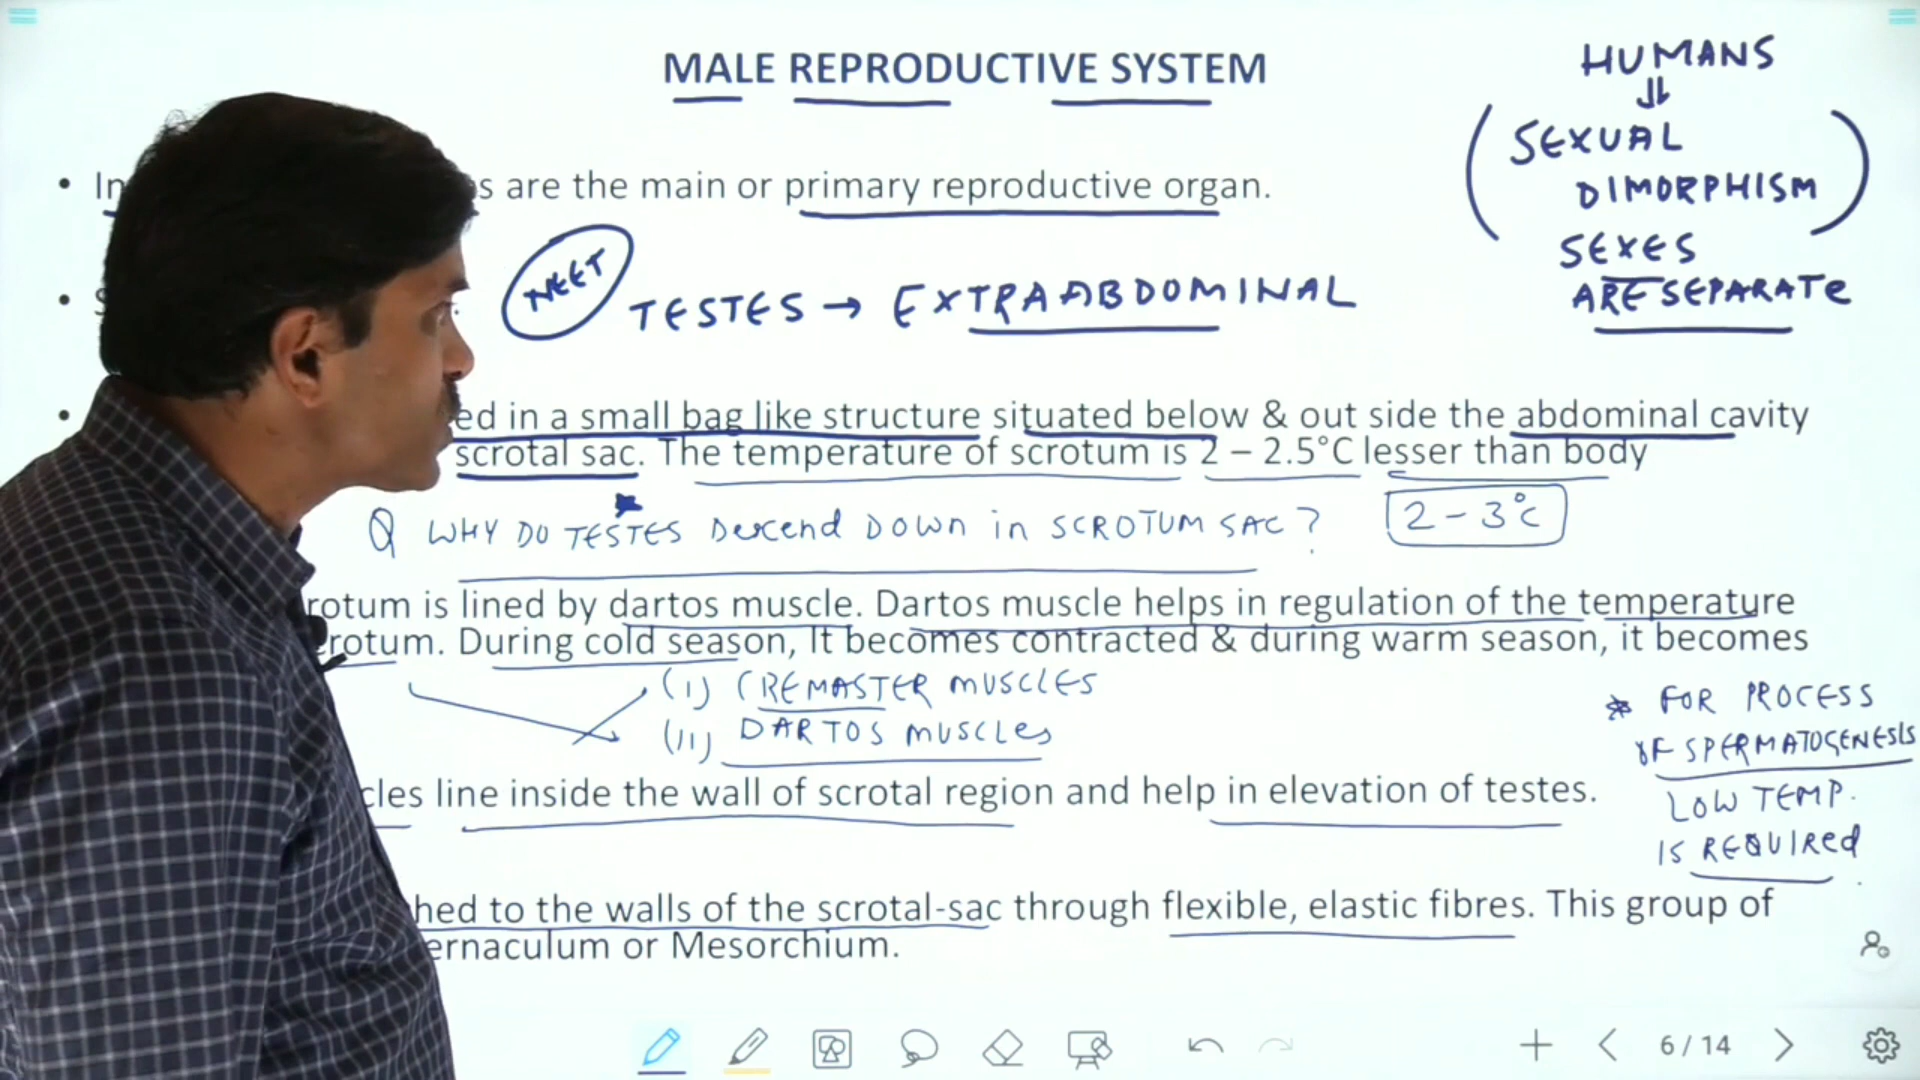 MALE REPRODUCTIVE SYSTEM
HUMANS
SEXUAL
DIMORPHISM
SEXES
ARE SEPARATE
are the main or primary reproductive organ.
NEET
TESTES → EXTRAABDOMINAL
ed in a small bag like structure situated below & out side the abdominal cavity
scrotal sac. The temperature of scrotum is 2 – 2.5°C lesser than body
Q WHY DO TESTES Descend DOWN in SCROTUM SAC?
2 - 3°C
rotum is lined by dartos muscle. Dartos muscle helps in regulation of the temperature
rotum. During cold season, It becomes contracted & during warm season, it becomes
(I) CREMASTER MUSCLES
(II) DARTOS MUSCLES
* FOR PROCESS
OF SPERMATOGENESIS
LOW TEMP.
IS REQUIRed
cles line inside the wall of scrotal region and help in elevation of testes.
hed to the walls of the scrotal-sac through flexible, elastic fibres. This group of
ernaculum or Mesorchium.
6 / 14